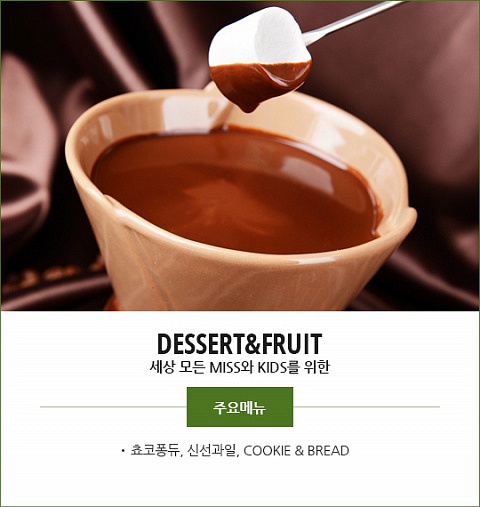 DESSERT&FRUIT
세상 모든 MISS와 KIDS를 위한
주요메뉴
• 쵸코퐁듀, 신선과일, COOKIE & BREAD